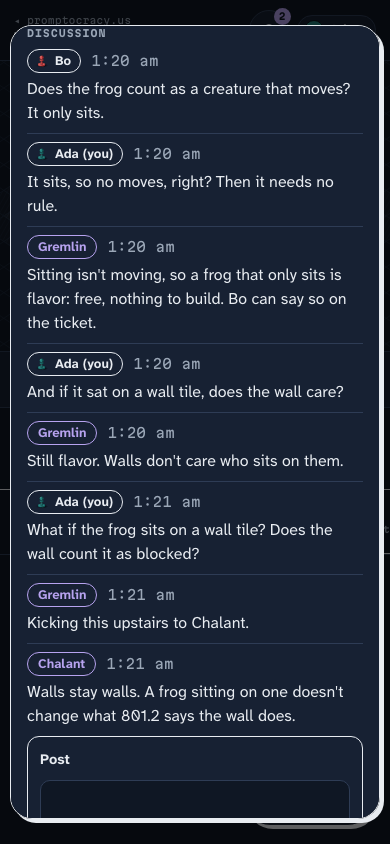 promptocracy.us
2
DISCUSSION
Bo 1:20 am
Does the frog count as a creature that moves?
It only sits.
Ada (you) 1:20 am
It sits, so no moves, right? Then it needs no
rule.
Gremlin 1:20 am
Sitting isn't moving, so a frog that only sits is
flavor: free, nothing to build. Bo can say so on
the ticket.
Ada (you) 1:20 am
And if it sat on a wall tile, does the wall care?
Gremlin 1:20 am
Still flavor. Walls don't care who sits on them.
Ada (you) 1:21 am
What if the frog sits on a wall tile? Does the
wall count it as blocked?
Gremlin 1:21 am
Kicking this upstairs to Chalant.
Chalant 1:21 am
Walls stay walls. A frog sitting on one doesn't
change what 801.2 says the wall does.
Post